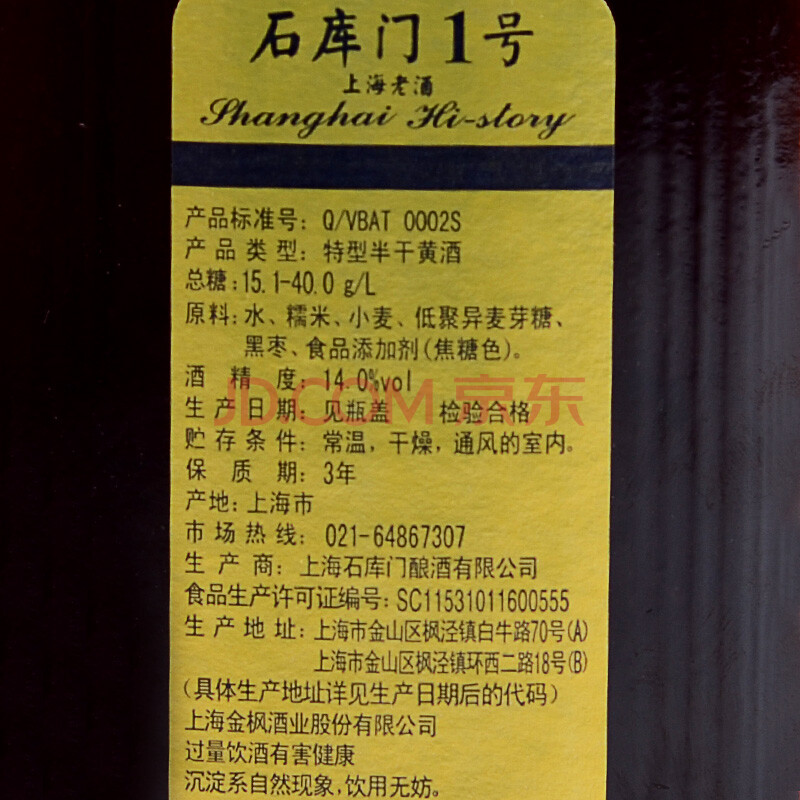 石库门1号
上海老酒
Shanghai Hi-story
产品标准号：Q/VBAT 0002S
产品类型：特型半干黄酒
总糖：15.1-40.0 g/L
原料：水、糯米、小麦、低聚异麦芽糖、
黑枣、食品添加剂(焦糖色)。
酒精度：14.0%vol
JD.COM 京东
生产日期：见瓶盖 检验合格
贮存条件：常温，干燥，通风的室内。
保质期：3年
产地：上海市
市场热线：021-64867307
生产商：上海石库门酿酒有限公司
食品生产许可证编号：SC11531011600555
生产地址：上海市金山区枫泾镇白牛路70号(A)
上海市金山区枫泾镇环西二路18号(B)
(具体生产地址详见生产日期后的代码)
上海金枫酒业股份有限公司
过量饮酒有害健康
沉淀系自然现象,饮用无妨。